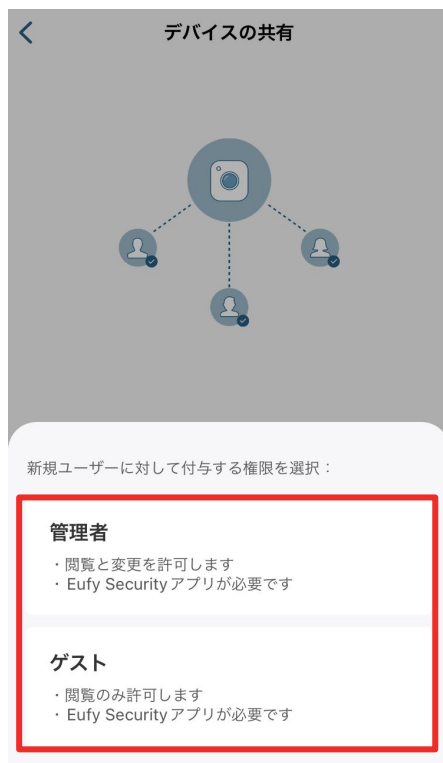 デバイスの共有
新規ユーザーに対して付与する権限を選択：
管理者
・閲覧と変更を許可します
・Eufy Securityアプリが必要です
ゲスト
・閲覧のみ許可します
・Eufy Securityアプリが必要です